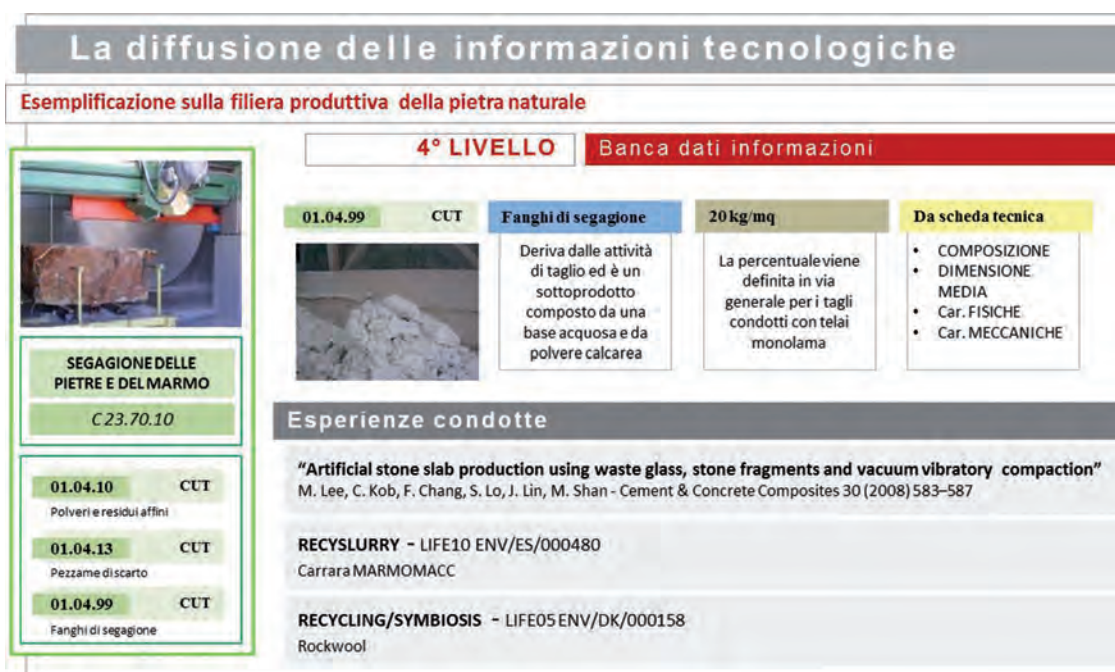 La diffusione delle informazioni tecnologiche
Esemplificazione sulla filiera produttiva della pietra naturale
4° LIVELLO
Banca dati informazioni
SEGAGIONE DELLE
PIETRE E DEL MARMO
C 23.70.10
01.04.10 CUT
Polveri e residui affini
01.04.13 CUT
Pezzame di scarto
01.04.99 CUT
Fanghi di segagione
01.04.99 CUT
Fanghi di segagione
Deriva dalle attività
di taglio ed è un
sottoprodotto
composto da una
base acquosa e da
polvere calcarea
20 kg/mq
La percentuale viene
definita in via
generale per i tagli
condotti con telai
monolama
Da scheda tecnica
• COMPOSIZIONE
• DIMENSIONE
MEDIA
• Car. FISICHE
• Car. MECCANICHE
Esperienze condotte
"Artificial stone slab production using waste glass, stone fragments and vacuum vibratory compaction"
M. Lee, C. Kob, F. Chang, S. Lo, J. Lin, M. Shan - Cement & Concrete Composites 30 (2008) 583–587
RECYSLURRY - LIFE10 ENV/ES/000480
Carrara MARMOMACC
RECYCLING/SYMBIOSIS - LIFE05 ENV/DK/000158
Rockwool